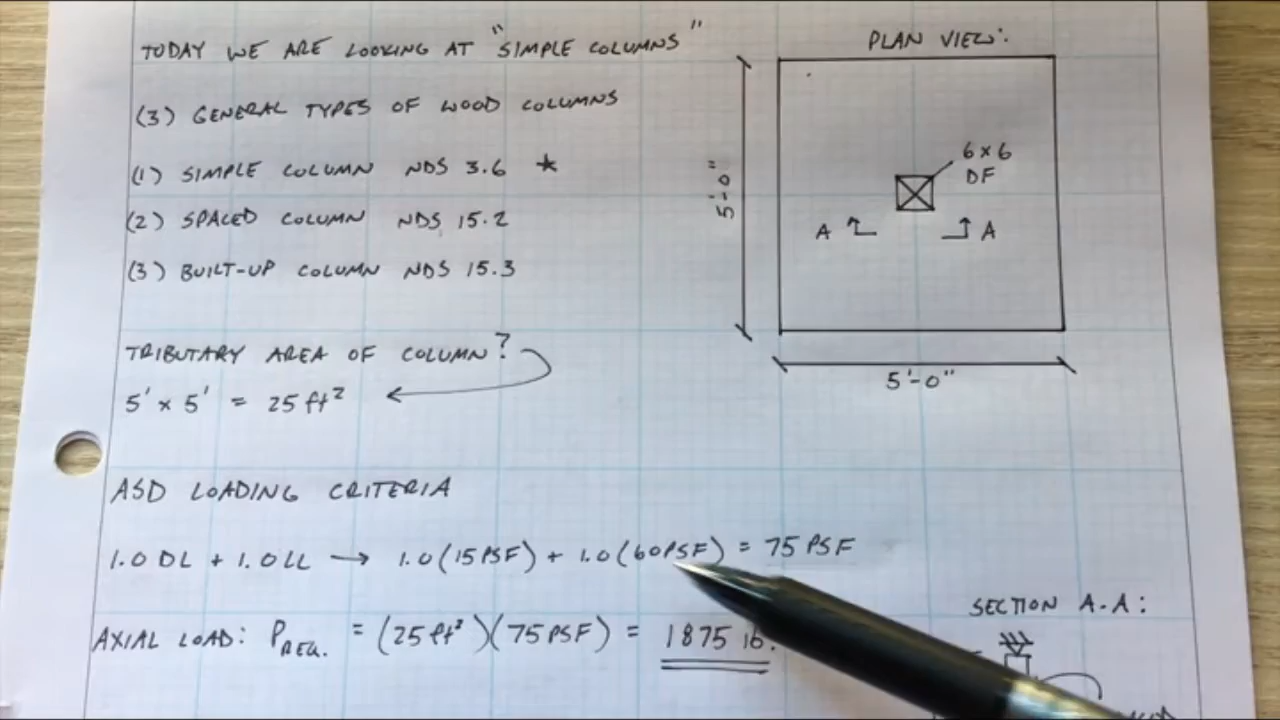 TODAY WE ARE LOOKING AT "SIMPLE COLUMNS"
(3) GENERAL TYPES OF WOOD COLUMNS
(1) SIMPLE COLUMN NDS 3.6 ★
(2) SPACED COLUMN NDS 15.2
(3) BUILT-UP COLUMN NDS 15.3
TRIBUTARY AREA OF COLUMN?
5' x 5' = 25 ft²
ASD LOADING CRITERIA
1.0 DL + 1.0 LL → 1.0 (15 PSF) + 1.0 (60 PSF) = 75 PSF
AXIAL LOAD: P REQ. = (25 ft²)(75 PSF) = 1875 lb.
PLAN VIEW:
6x6
DF
A A
5'-0"
5'-0"
SECTION A-A: